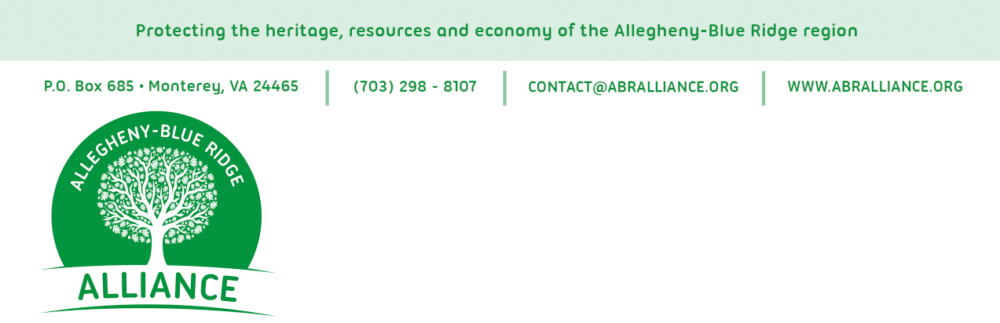 Protecting the heritage, resources and economy of the Allegheny-Blue Ridge region
P.O. Box 685 • Monterey, VA 24465 | (703) 298 - 8107 | CONTACT@ABRALLIANCE.ORG | WWW.ABRALLIANCE.ORG
ALLEGHENY-BLUE RIDGE
ALLIANCE